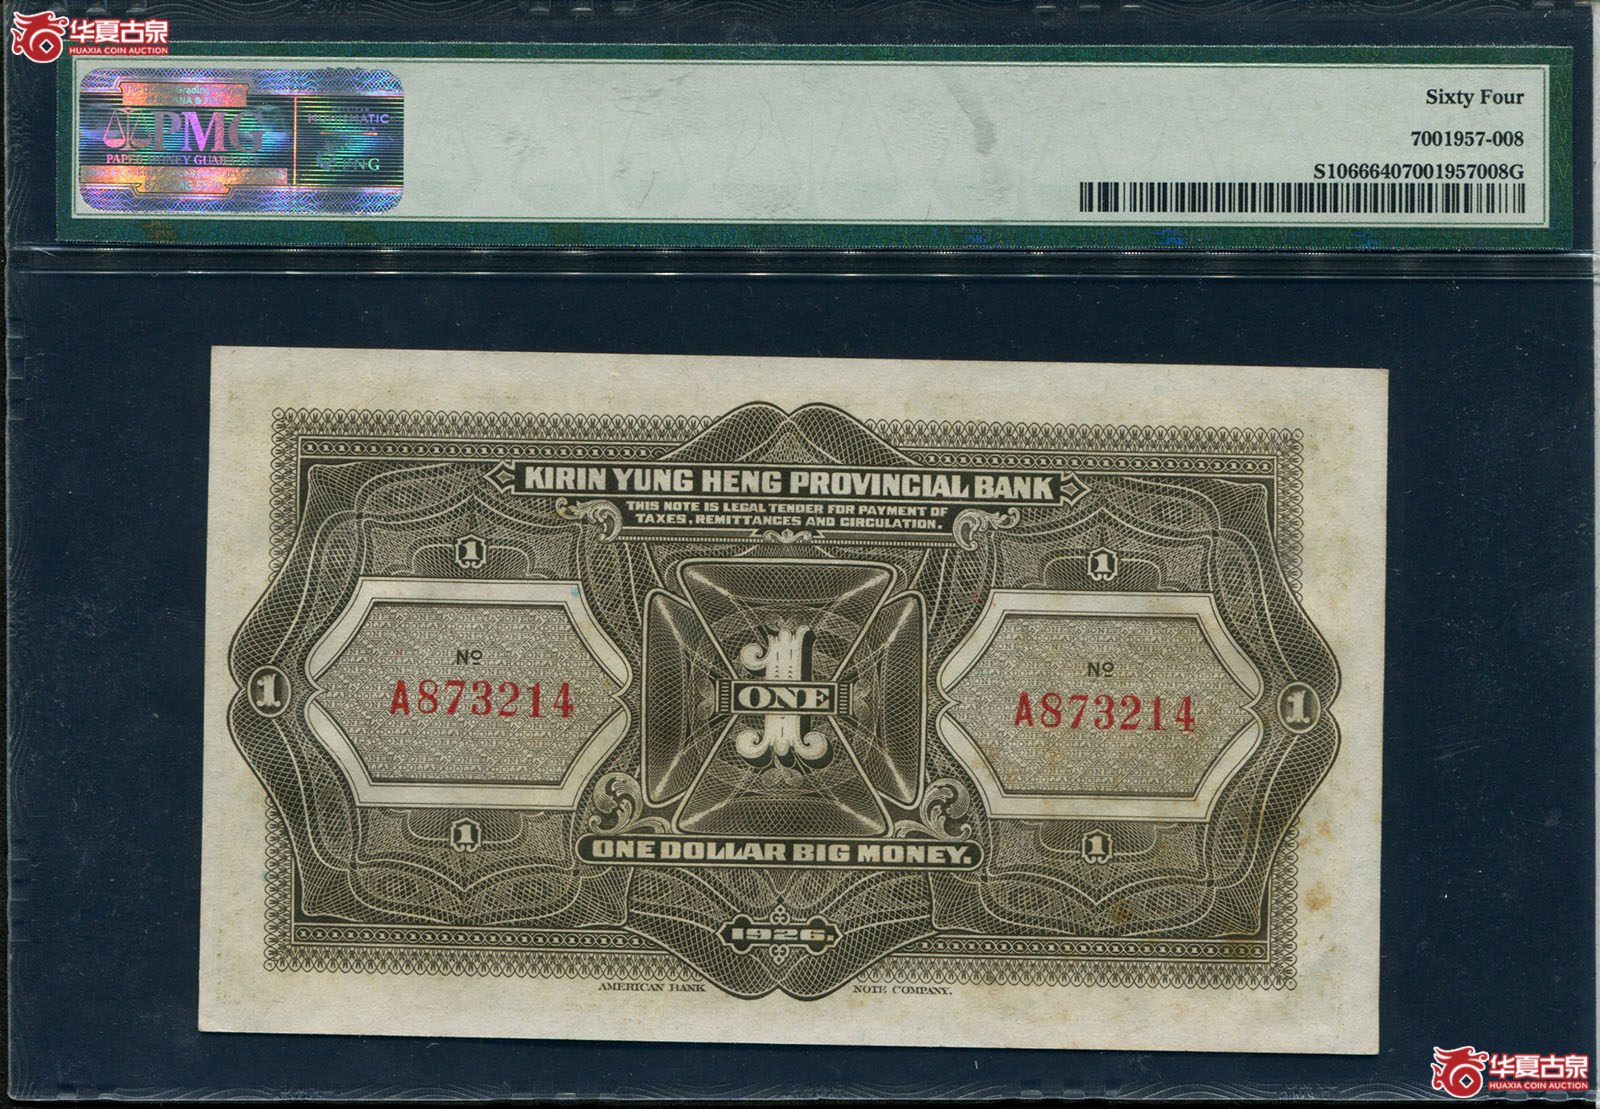 华夏古泉
HUAXIA COIN AUCTION
PMG
PAPER MONEY GUARANTY
Sixty Four
7001957-008
S10666407001957008G
KIRIN YUNG HENG PROVINCIAL BANK
THIS NOTE IS LEGAL TENDER FOR PAYMENT OF
TAXES, REMITTANCES AND CIRCULATION.
1 1
Nº Nº
A873214 A873214
1 1 ONE 1
1 1
ONE DOLLAR BIG MONEY.
1926.
AMERICAN BANK NOTE COMPANY.
华夏古泉
HUAXIA COIN AUCTION